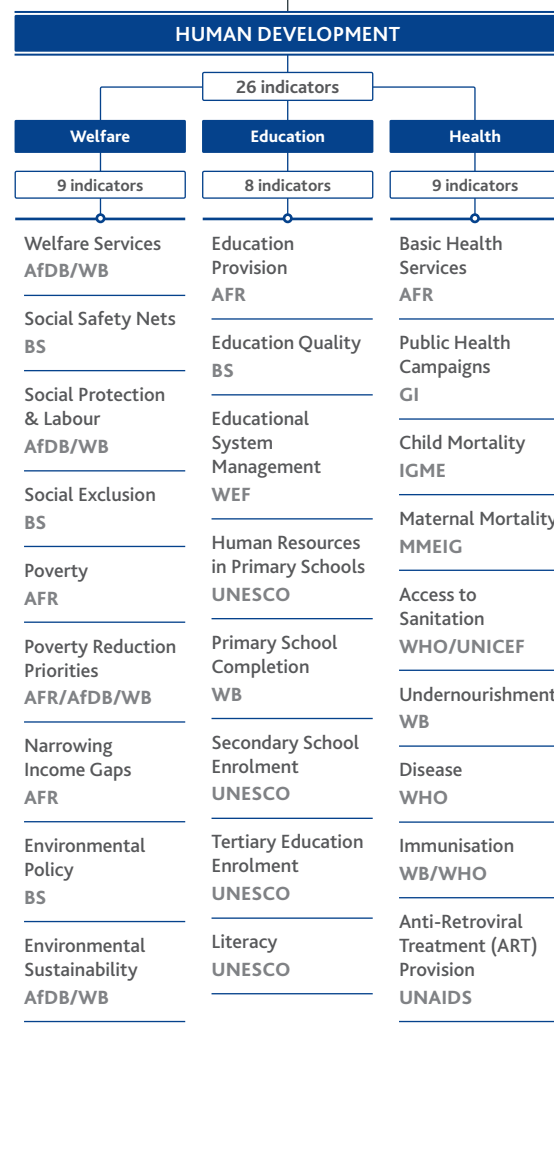 HUMAN DEVELOPMENT
26 indicators
Welfare
9 indicators
Welfare Services
AfDB/WB
Social Safety Nets
BS
Social Protection
& Labour
AfDB/WB
Social Exclusion
BS
Poverty
AFR
Poverty Reduction
Priorities
AFR/AfDB/WB
Narrowing
Income Gaps
AFR
Environmental
Policy
BS
Environmental
Sustainability
AfDB/WB
Education
8 indicators
Education
Provision
AFR
Education Quality
BS
Educational
System
Management
WEF
Human Resources
in Primary Schools
UNESCO
Primary School
Completion
WB
Secondary School
Enrolment
UNESCO
Tertiary Education
Enrolment
UNESCO
Literacy
UNESCO
Health
9 indicators
Basic Health
Services
AFR
Public Health
Campaigns
GI
Child Mortality
IGME
Maternal Mortality
MMEIG
Access to
Sanitation
WHO/UNICEF
Undernourishment
WB
Disease
WHO
Immunisation
WB/WHO
Anti-Retroviral
Treatment (ART)
Provision
UNAIDS